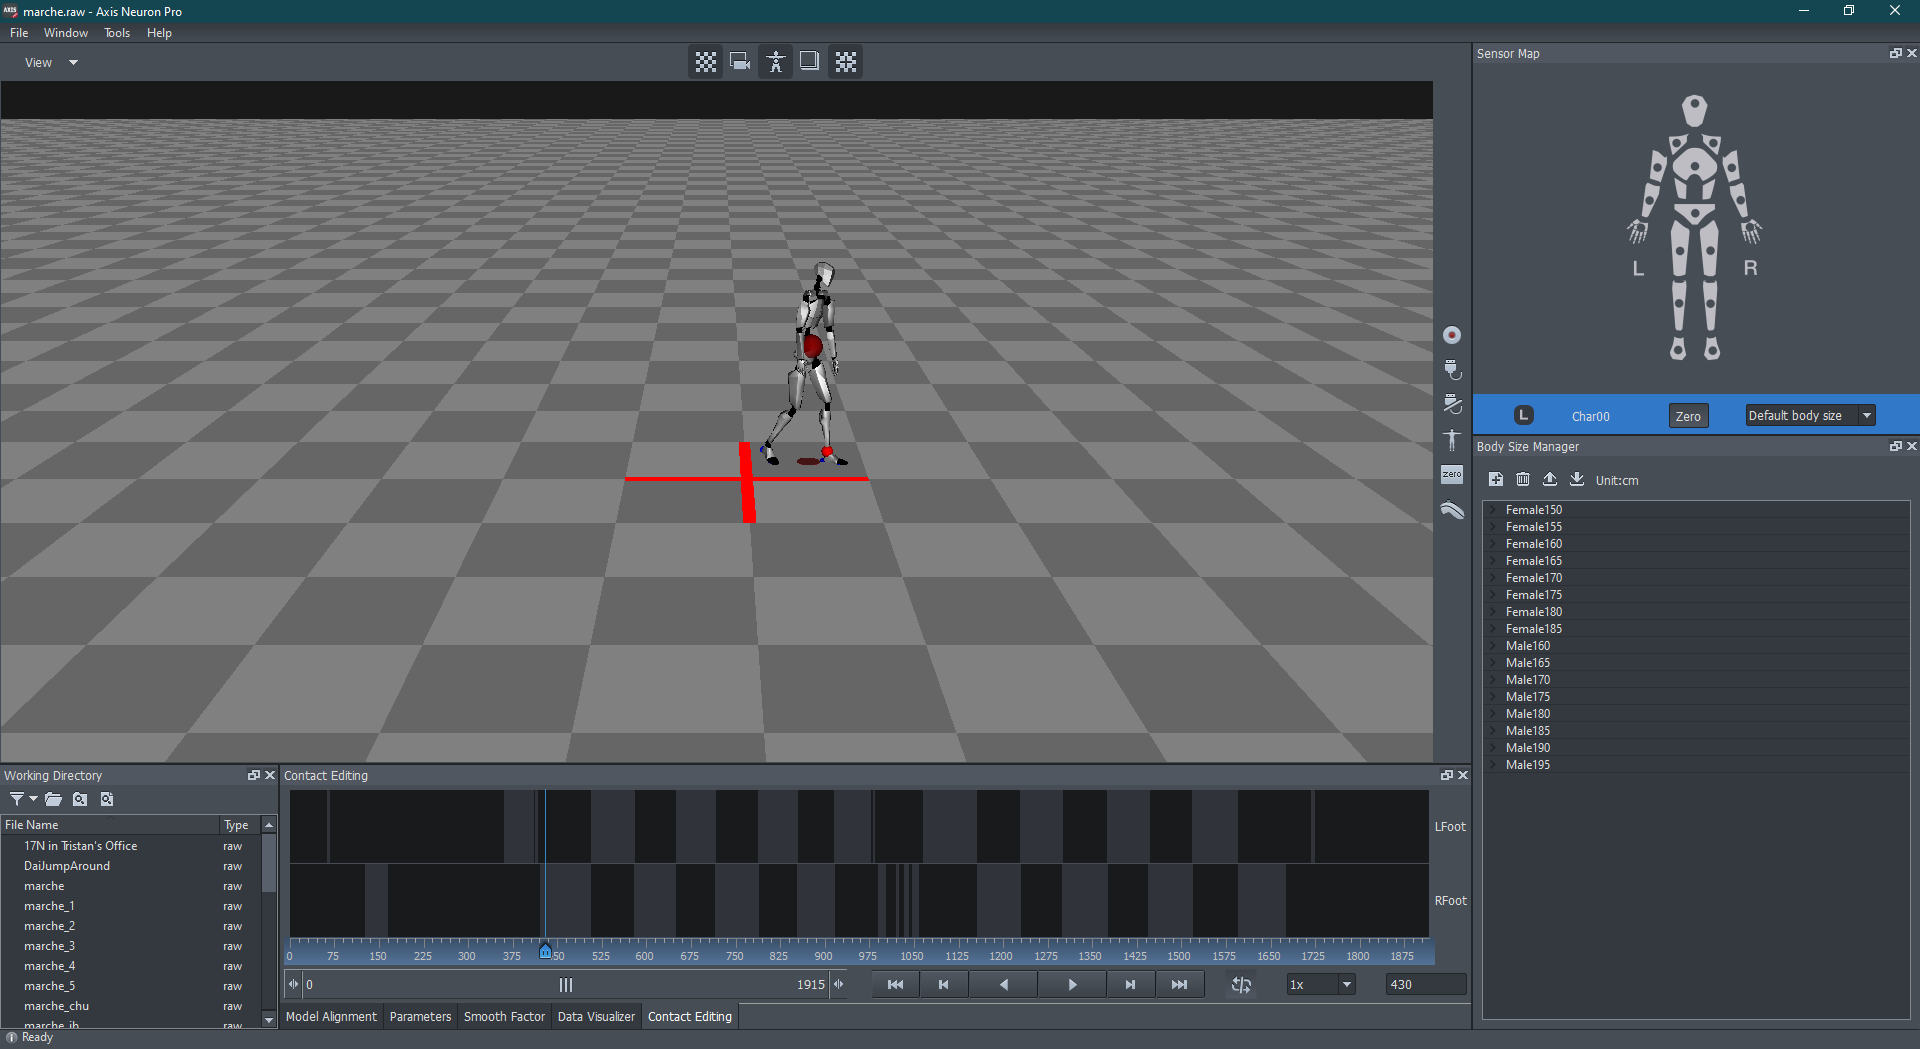 marche.raw - Axis Neuron Pro
File Window Tools Help
View
Sensor Map
L R
L Char00 Zero Default body size
zero
Body Size Manager
Unit:cm
Female150
Female155
Female160
Female165
Female170
Female175
Female180
Female185
Male160
Male165
Male170
Male175
Male180
Male185
Male190
Male195
Working Directory
File Name Type
17N in Tristan's Office raw
DaiJumpAround raw
marche raw
marche_1 raw
marche_2 raw
marche_3 raw
marche_4 raw
marche_5 raw
marche_chu raw
Contact Editing
LFoot
RFoot
0 75 150 225 300 375 50 525 600 675 750 825 900 975 1050 1125 1200 1275 1350 1425 1500 1575 1650 1725 1800 1875
0 1915 1x 430
Model Alignment Parameters Smooth Factor Data Visualizer Contact Editing
Ready